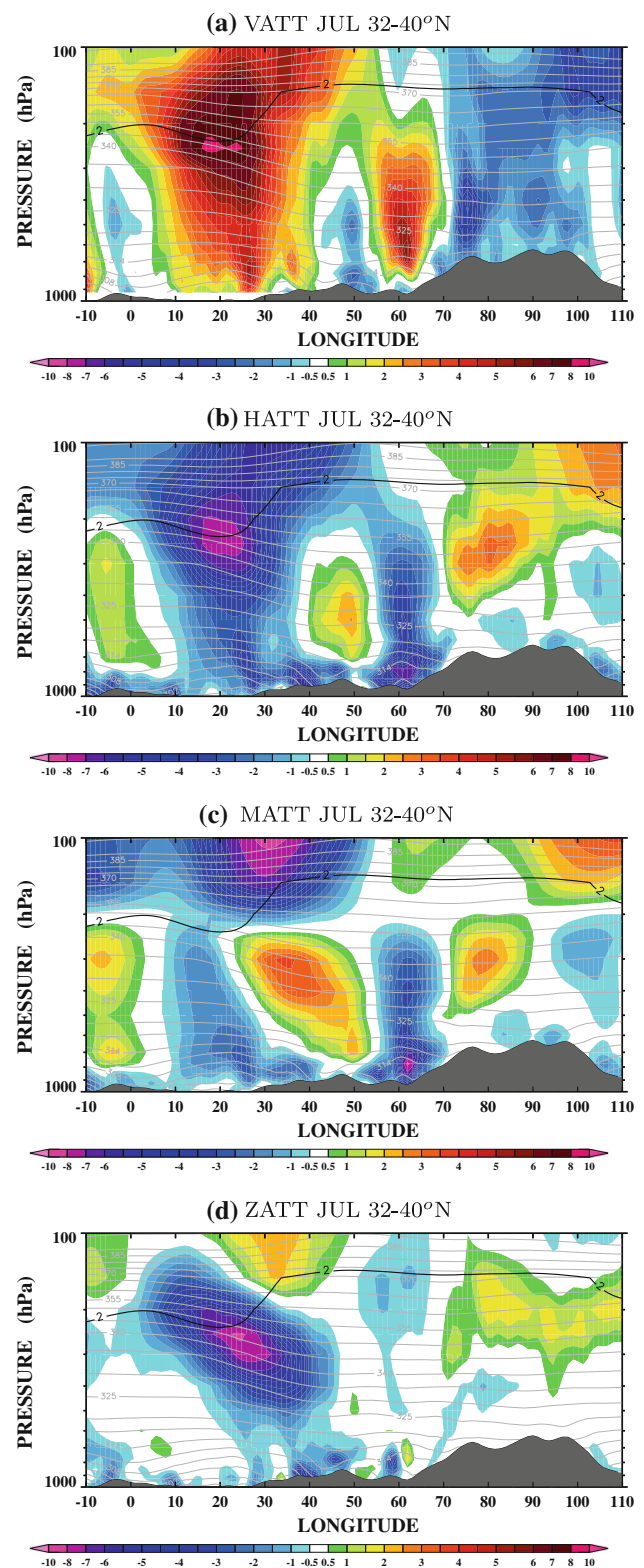 (a) VATT JUL 32-40°N
100
PRESSURE (hPa)
1000
-10 0 10 20 30 40 50 60 70 80 90 100 110
LONGITUDE
-10 -8 -7 -6 -5 -4 -3 -2 -1 -0.5 0.5 1 2 3 4 5 6 7 8 10
(b) HATT JUL 32-40°N
100
PRESSURE (hPa)
1000
-10 0 10 20 30 40 50 60 70 80 90 100 110
LONGITUDE
-10 -8 -7 -6 -5 -4 -3 -2 -1 -0.5 0.5 1 2 3 4 5 6 7 8 10
(c) MATT JUL 32-40°N
100
PRESSURE (hPa)
1000
-10 0 10 20 30 40 50 60 70 80 90 100 110
LONGITUDE
-10 -8 -7 -6 -5 -4 -3 -2 -1 -0.5 0.5 1 2 3 4 5 6 7 8 10
(d) ZATT JUL 32-40°N
100
PRESSURE (hPa)
1000
-10 0 10 20 30 40 50 60 70 80 90 100 110
LONGITUDE
-10 -8 -7 -6 -5 -4 -3 -2 -1 -0.5 0.5 1 2 3 4 5 6 7 8 10